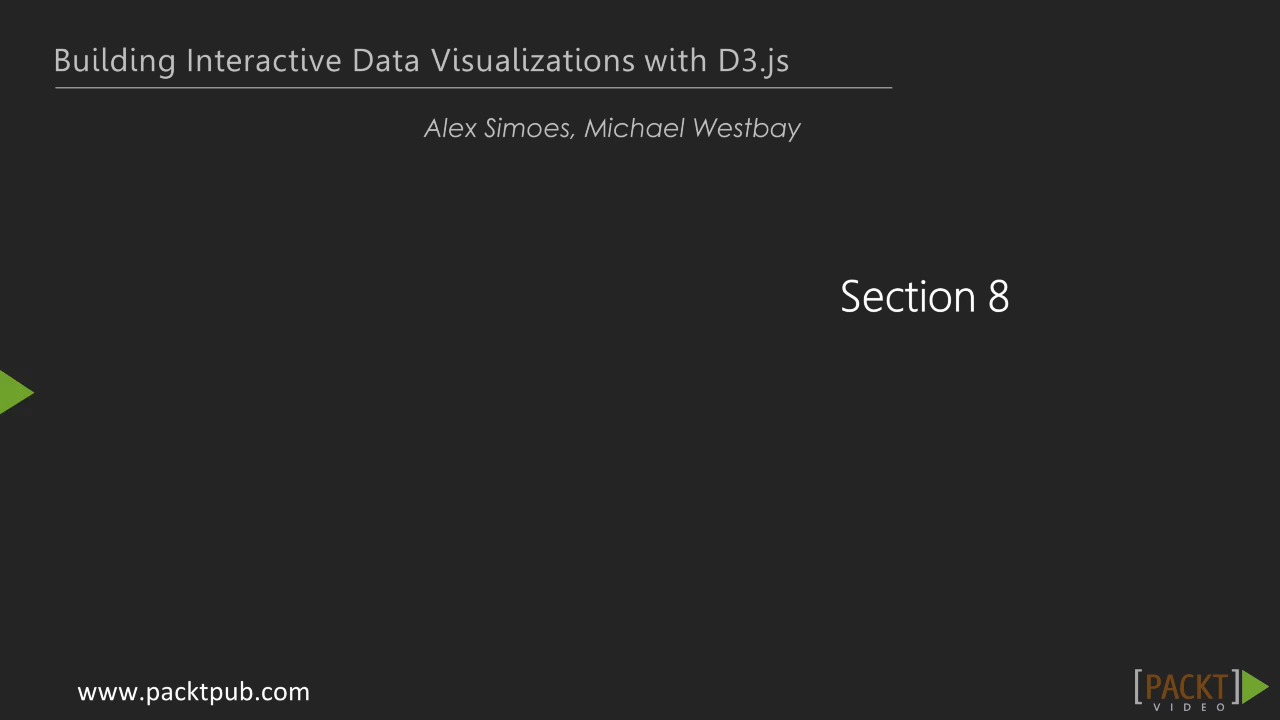 Building Interactive Data Visualizations with D3.js
Alex Simoes, Michael Westbay
Section 8
www.packtpub.com
[PACKT]
VIDEO